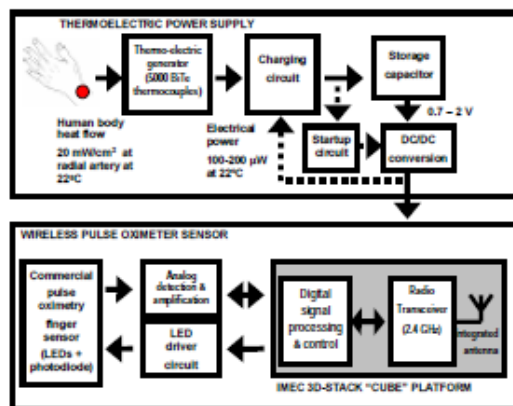 THERMOELECTRIC POWER SUPPLY
Thermo-electric
generator
(5000 BiTe
thermocouples)
Charging
circuit
Storage
capacitor
Human body
heat flow
20 mW/cm² at
radial artery at
22ºC
Electrical
power
100-200 µW
at 22ºC
Startup
circuit
0.7 – 2 V
DC/DC
conversion
WIRELESS PULSE OXIMETER SENSOR
Commercial
pulse
oximetry
finger
sensor
(LEDs +
photodiode)
Analog
detection &
amplification
LED
driver
circuit
Digital
signal
processing
& control
Radio
Transceiver
(2.4 GHz)
integrated
antenna
IMEC 3D-STACK "CUBE" PLATFORM